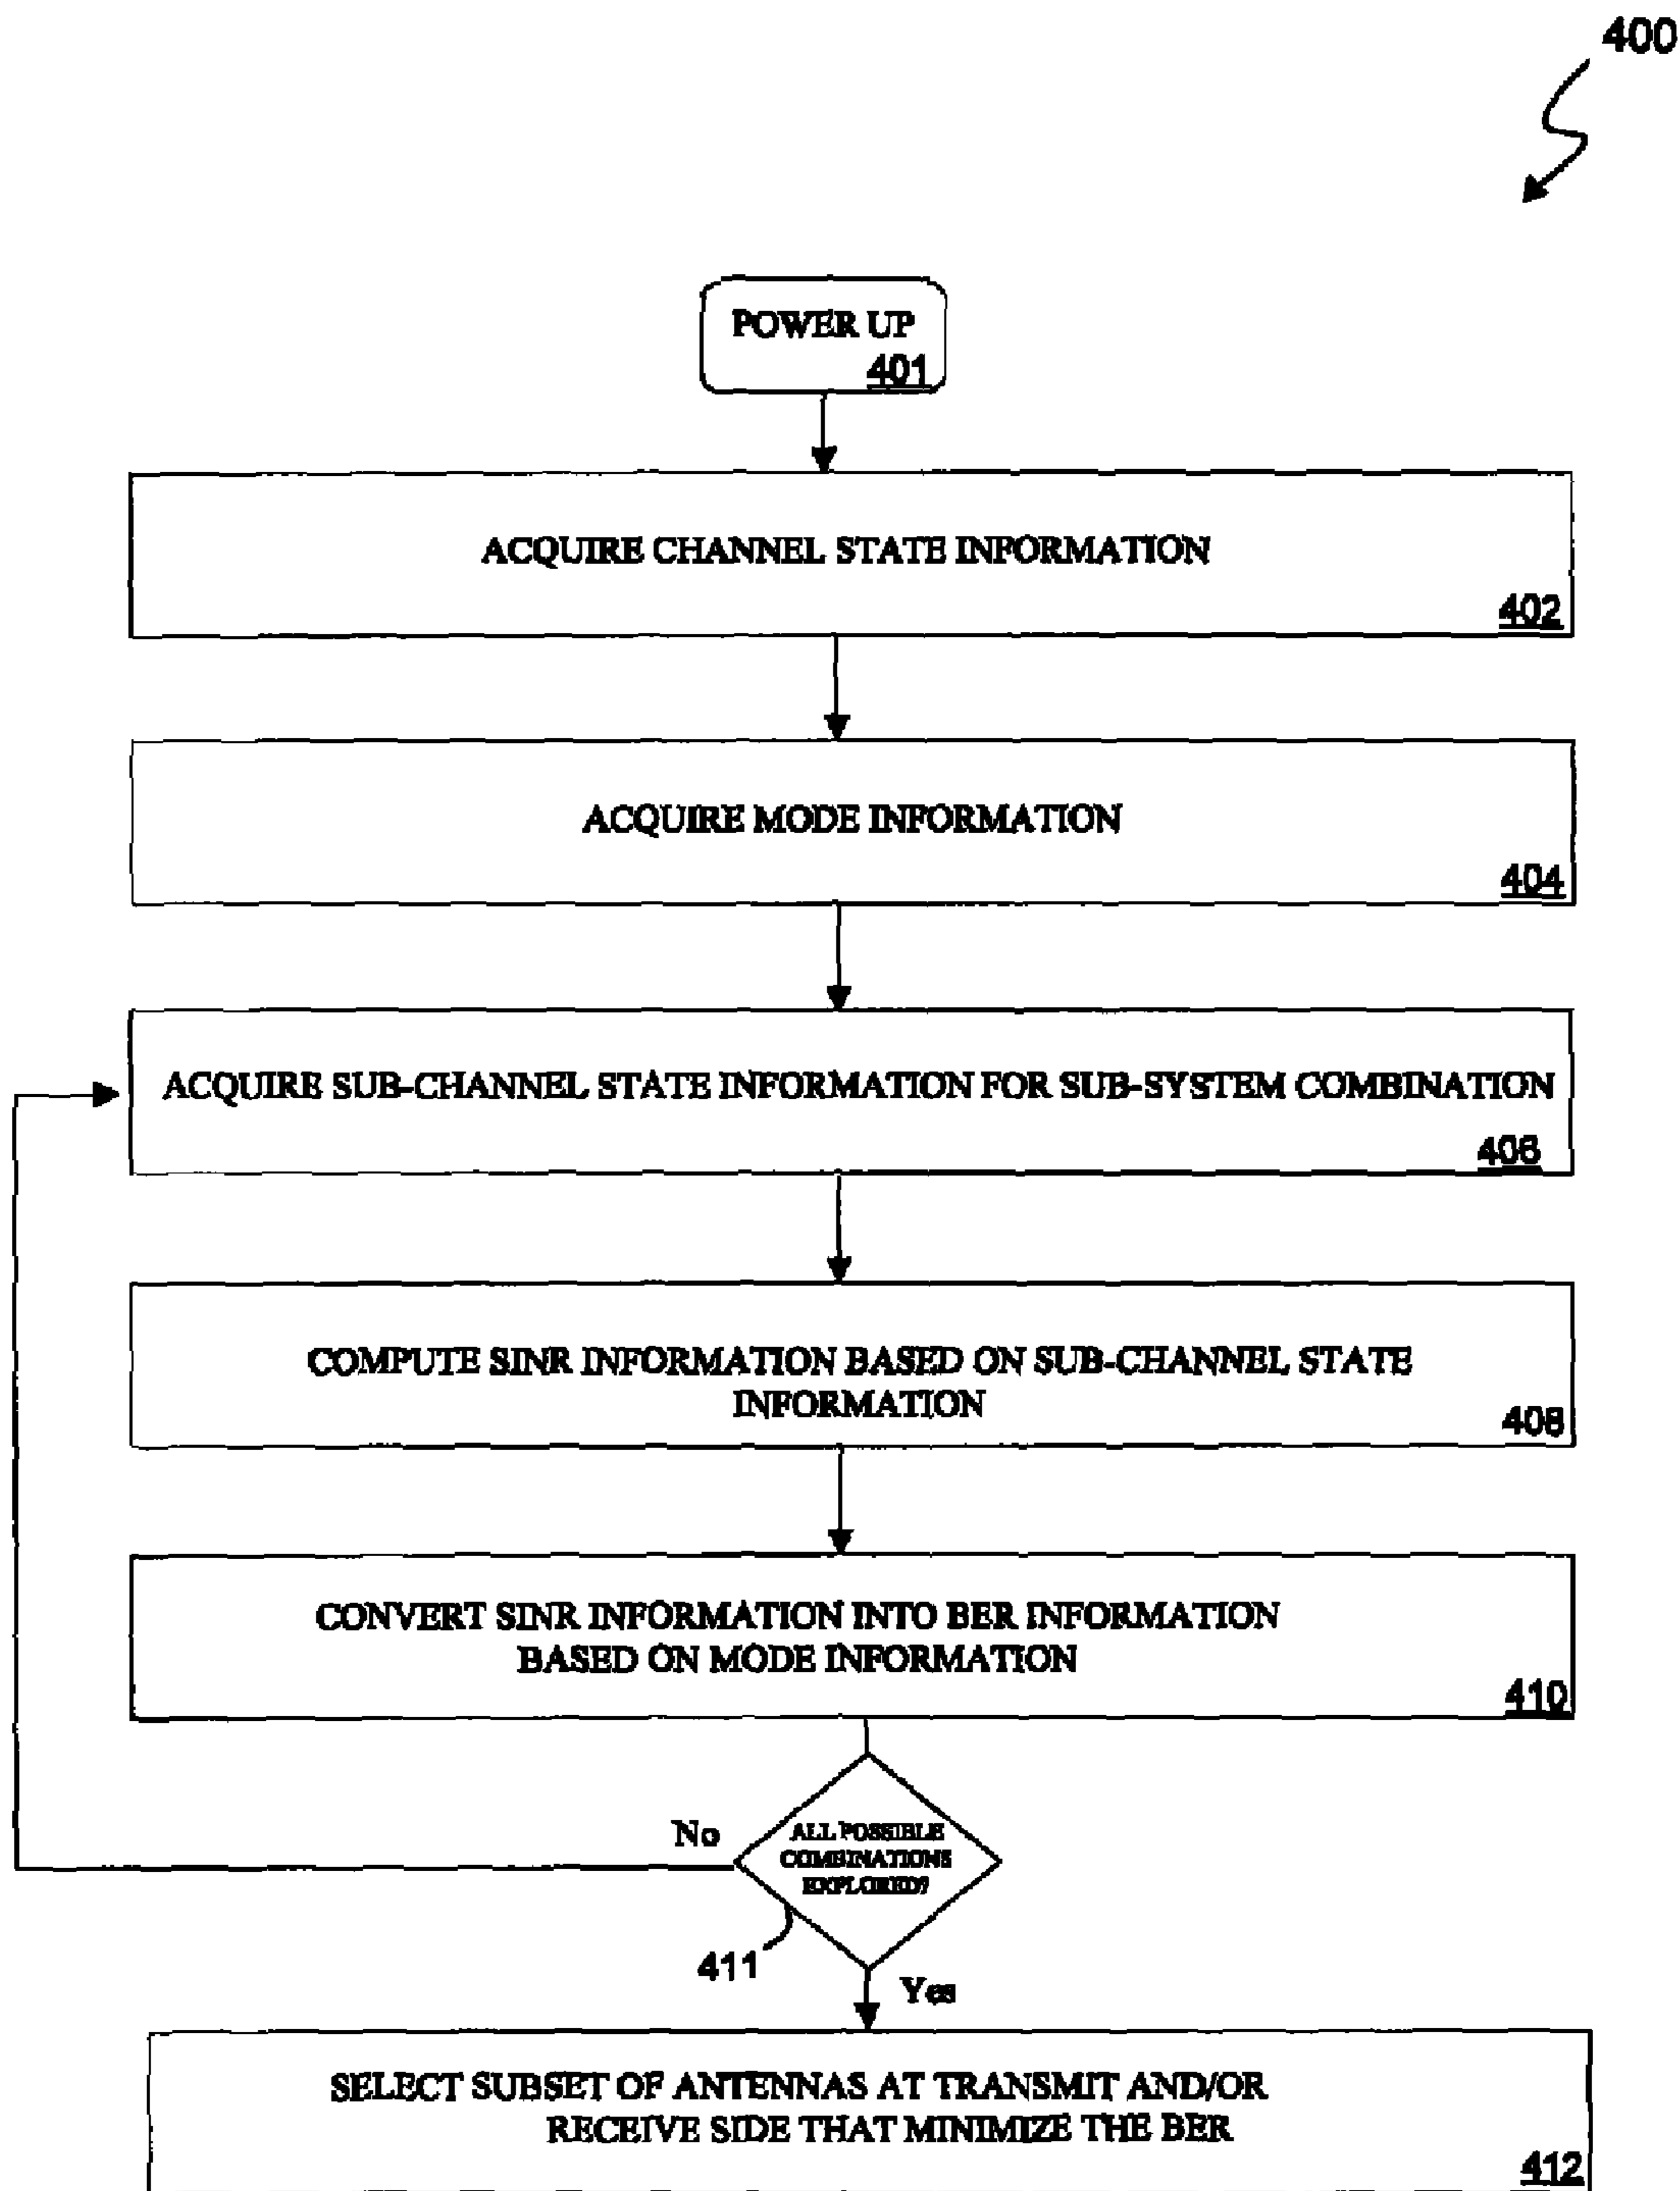 400
POWER UP
401
ACQUIRE CHANNEL STATE INFORMATION
402
ACQUIRE MODE INFORMATION
404
ACQUIRE SUB-CHANNEL STATE INFORMATION FOR SUB-SYSTEM COMBINATION
406
COMPUTE SINR INFORMATION BASED ON SUB-CHANNEL STATE
INFORMATION
408
CONVERT SINR INFORMATION INTO BER INFORMATION
BASED ON MODE INFORMATION
410
No
ALL POSSIBLE
COMBINATIONS
EXPLORED?
411
Yes
SELECT SUBSET OF ANTENNAS AT TRANSMIT AND/OR
RECEIVE SIDE THAT MINIMIZE THE BER
412